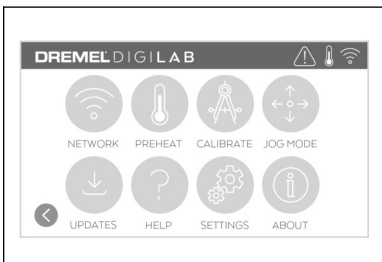 DREMEL DIGILAB
NETWORK PREHEAT CALIBRATE JOG MODE
UPDATES HELP SETTINGS ABOUT